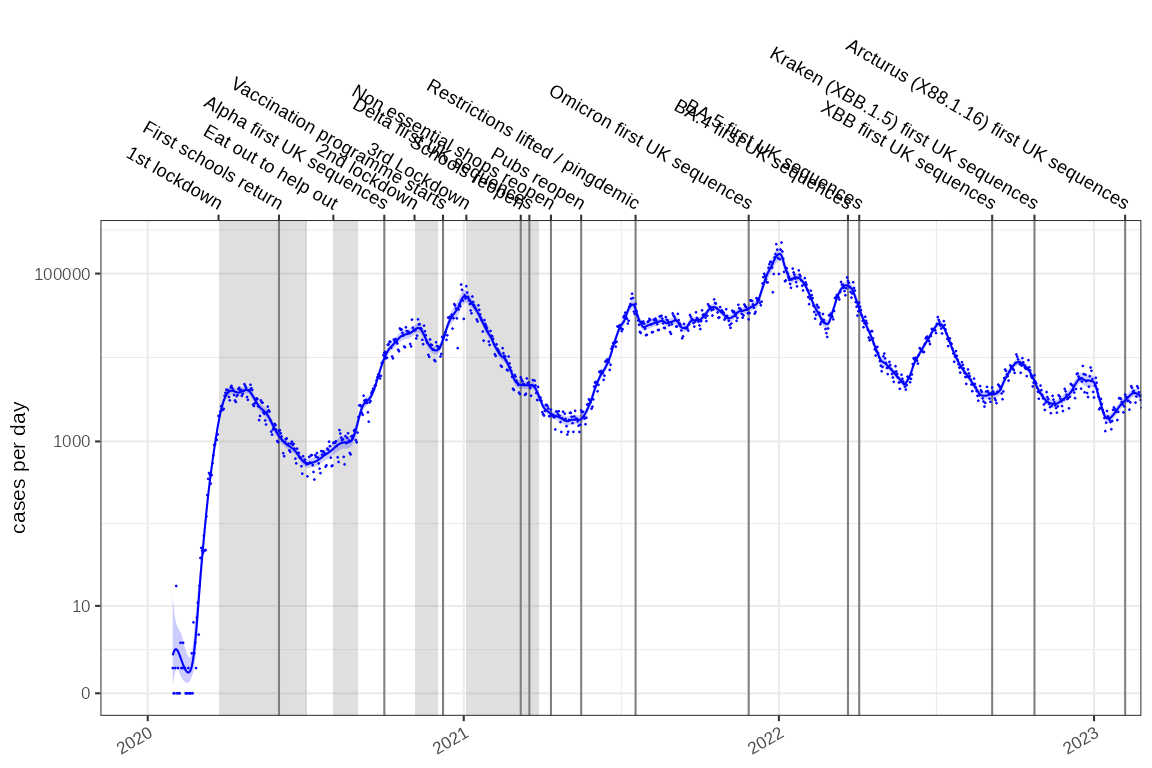 1st lockdown
First schools return
Eat out to help out
Alpha first UK sequences
2nd lockdown
Vaccination programme starts
3rd Lockdown
Schools reopen
Delta first UK sequences
Non essential shops reopen
Pubs reopen
Restrictions lifted / pingdemic
Omicron first UK sequences
BA.4 first UK sequences
BA.5 first UK sequences
XBB first UK sequences
Kraken (XBB.1.5) first UK sequences
Arcturus (X88.1.16) first UK sequences
cases per day
100000
1000
10
0
2020
2021
2022
2023